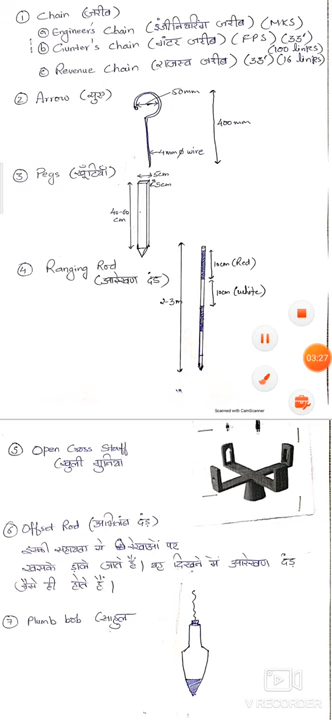 ① Chain (जरीब)
ⓐ Engineer's Chain (इंजीनियरिंग जरीब) (MKS)
ⓑ Gunter's Chain (गंटर जरीब) (FPS) (33') (100 links)
ⓒ Revenue Chain (राजस्व जरीब) (33') (16 links)
② Arrow (सुए)
50mm
400mm
4mm φ wire
③ Pegs (खूँटियाँ)
5cm
2.5cm
40-60 cm
④ Ranging Rod
(आरेखण दंड)
10cm (Red)
10cm (white)
2-3m
03:27
Scanned with CamScanner
⑤ Open Cross Staff
(खुली गुनिया)
⑥ Offset Rod (दंड)
इसकी सहायता से रेखाओं पर
डाले जाते हैं। यह दिखने में आरेखण दंड
जैसे ही होते हैं।
⑦ Plumb bob (साहुल)
V RECORDER